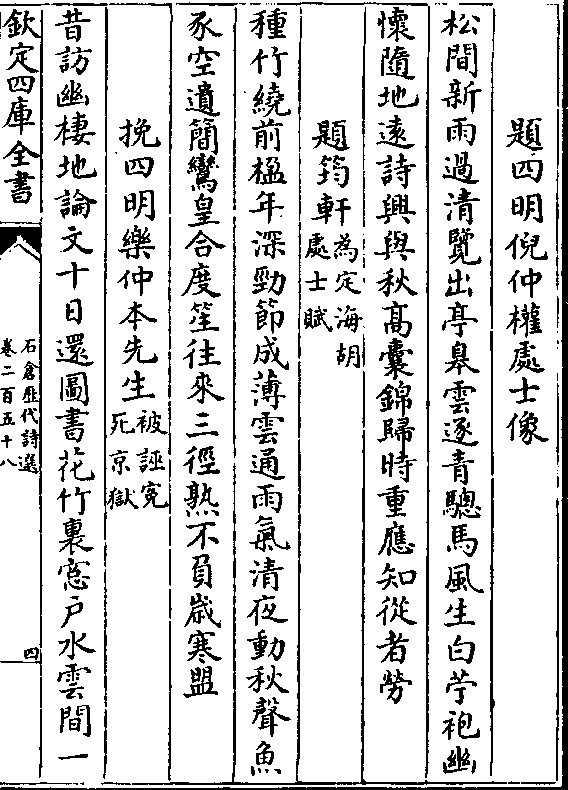 題四明倪仲權處士像
松間新雨過清覽出亭皋雲逐青驄馬風生白苧袍幽
懷隨地遠詩興與秋髙囊錦歸時重應知從者勞
題筠軒為定海胡處士賦
種竹繞前楹年深勁節成薄雲通雨氣清夜動秋聲魚
豕空遺簡鸞皇合度笙往來三徑熟不負嵗寒盟
挽四明樂仲本先生被誣寃死京獄
昔訪幽棲地論文十日還圖書花竹裏窓户水雲間一
欽定四庫全書
石倉歴代詩選
卷二百五十八
四